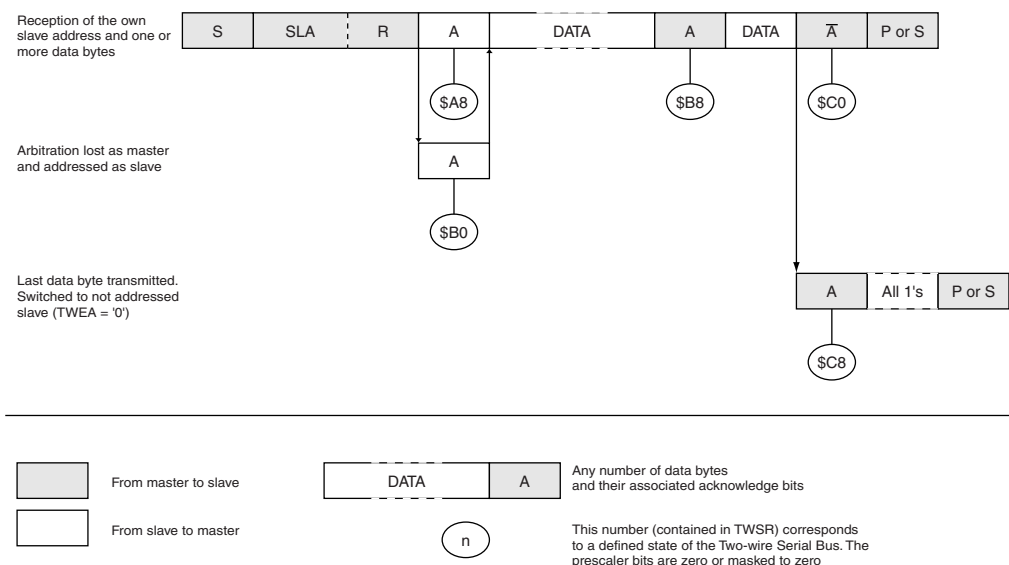 Reception of the own
slave address and one or
more data bytes
S SLA R A DATA A DATA A̅ P or S
$A8 $B8 $C0
Arbitration lost as master
and addressed as slave
A
$B0
Last data byte transmitted.
Switched to not addressed
slave (TWEA = '0')
A All 1's P or S
$C8
From master to slave
DATA A
Any number of data bytes
and their associated acknowledge bits
From slave to master
n
This number (contained in TWSR) corresponds
to a defined state of the Two-wire Serial Bus. The
prescaler bits are zero or masked to zero